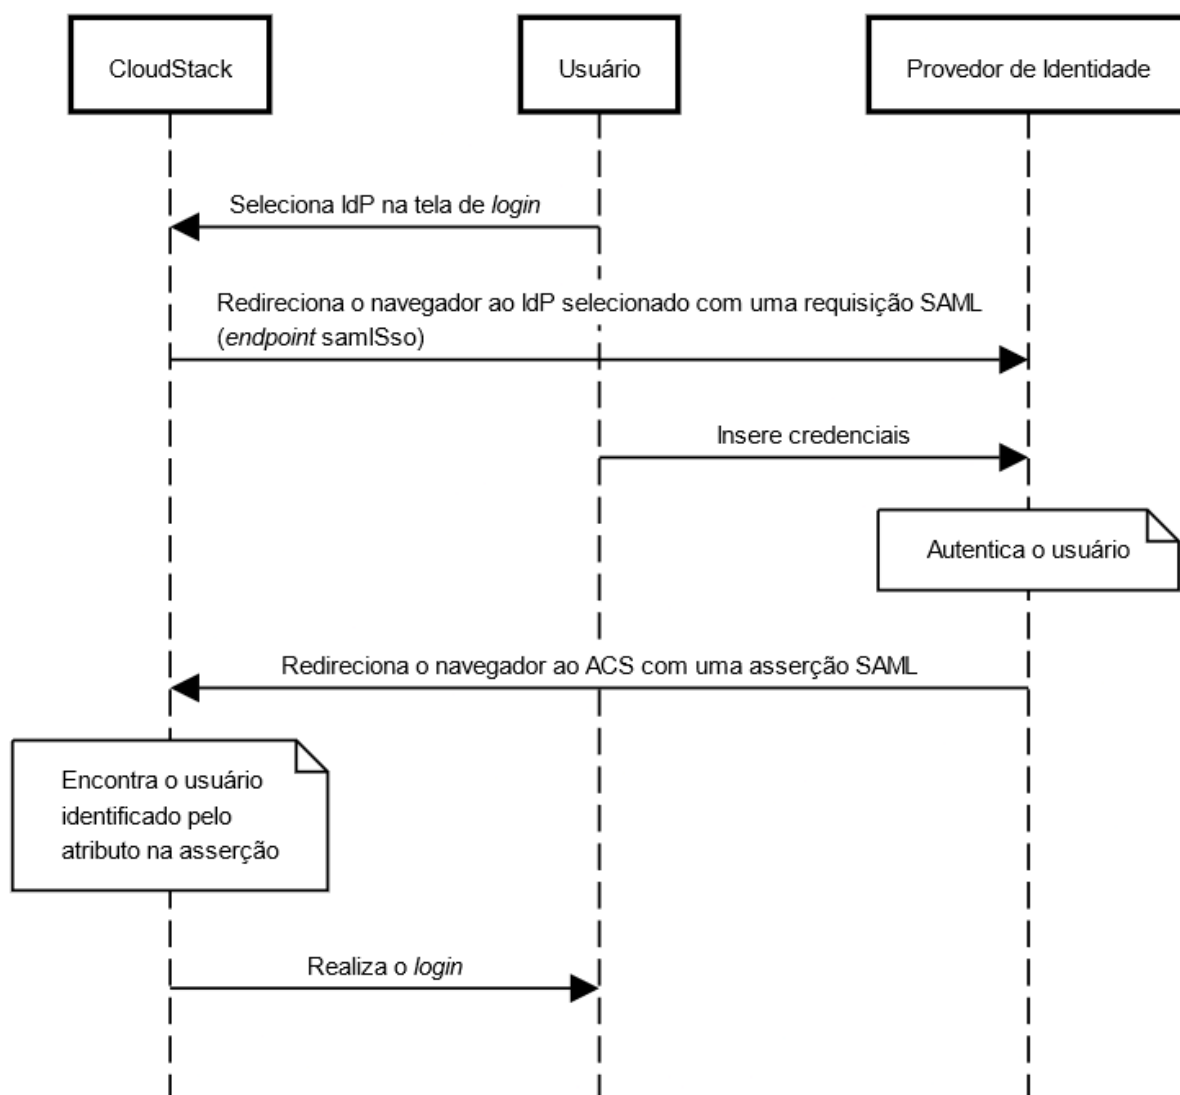 CloudStack
Usuário
Provedor de Identidade
Seleciona IdP na tela de login
Redireciona o navegador ao IdP selecionado com uma requisição SAML
(endpoint samlSso)
Insere credenciais
Autentica o usuário
Redireciona o navegador ao ACS com uma asserção SAML
Encontra o usuário
identificado pelo
atributo na asserção
Realiza o login